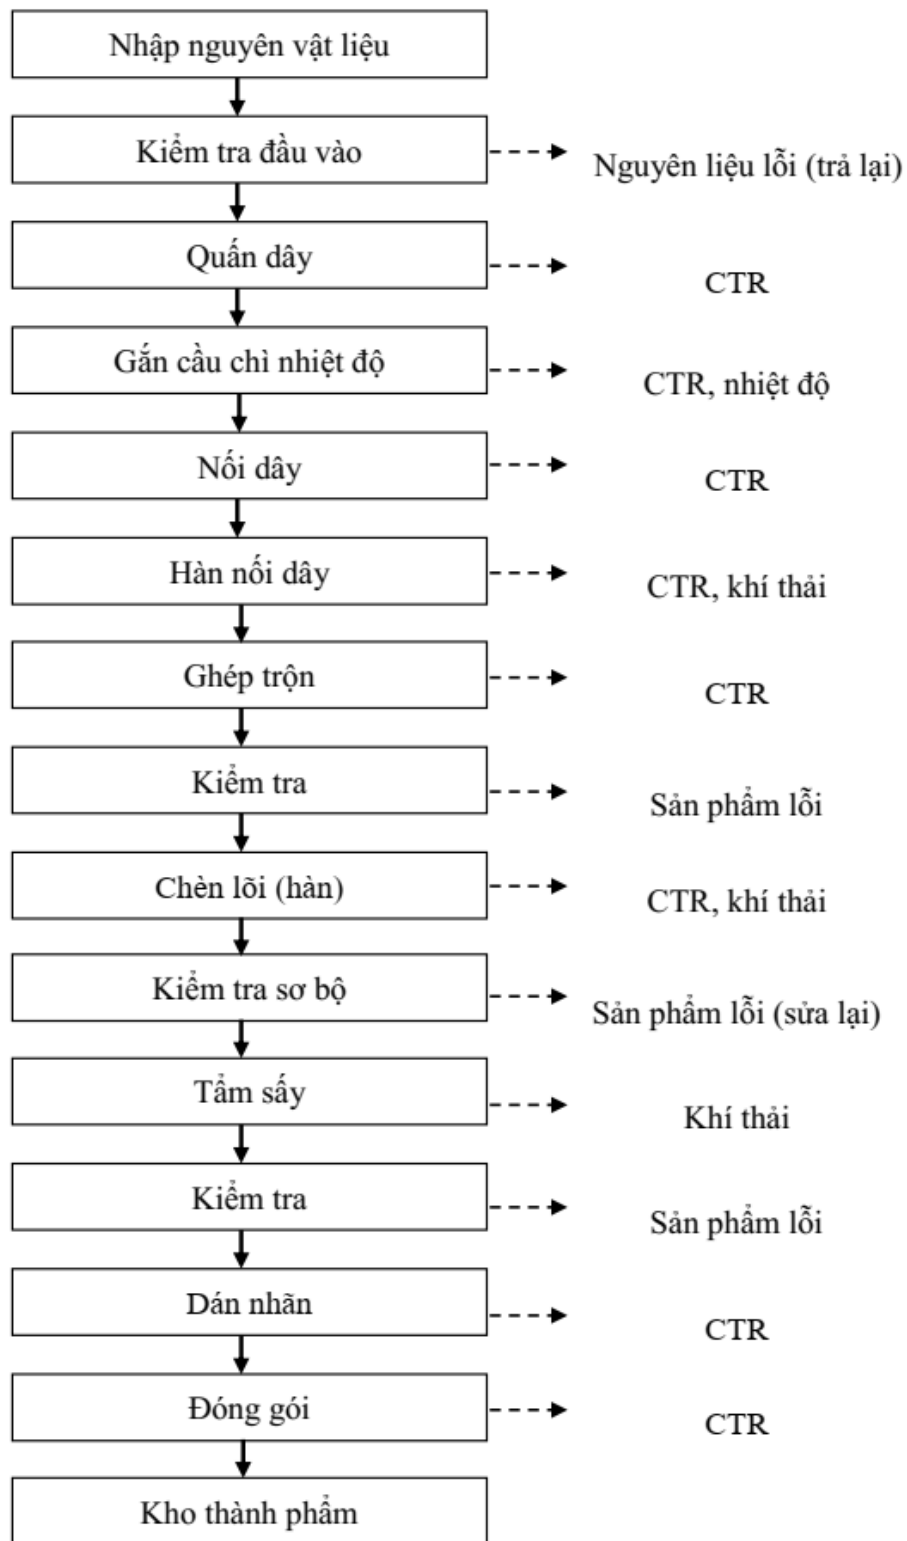 Nhập nguyên vật liệu
Kiểm tra đầu vào
Nguyên liệu lỗi (trả lại)
Quấn dây
CTR
Gắn cầu chì nhiệt độ
CTR, nhiệt độ
Nối dây
CTR
Hàn nối dây
CTR, khí thải
Ghép trộn
CTR
Kiểm tra
Sản phẩm lỗi
Chèn lõi (hàn)
CTR, khí thải
Kiểm tra sơ bộ
Sản phẩm lỗi (sửa lại)
Tẩm sấy
Khí thải
Kiểm tra
Sản phẩm lỗi
Dán nhãn
CTR
Đóng gói
CTR
Kho thành phẩm